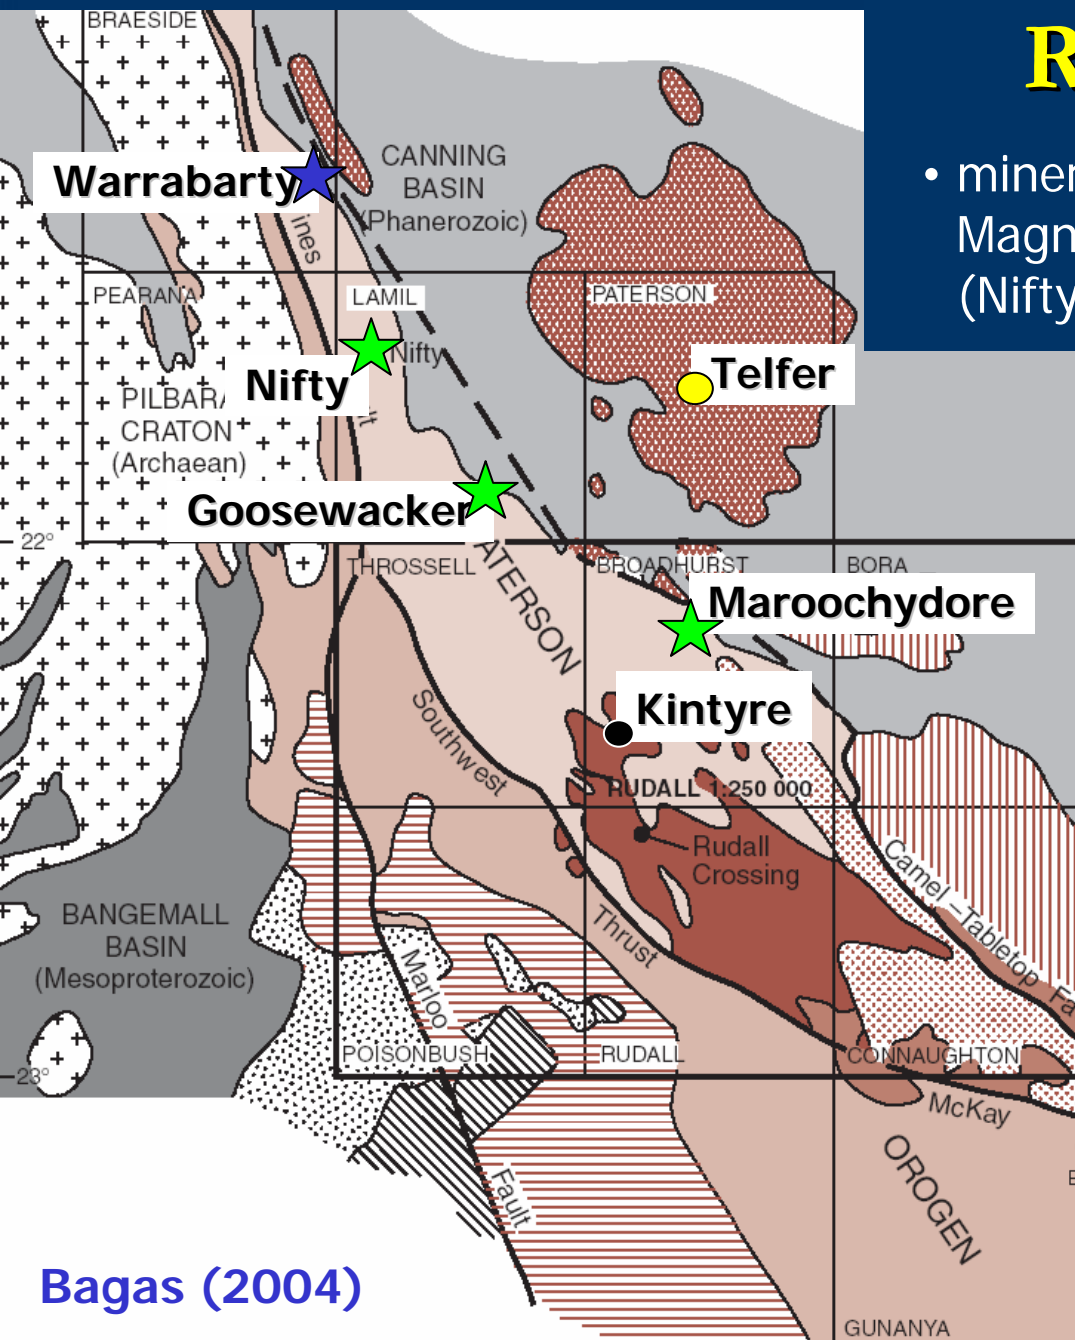 BRAESIDE
R
• miner
Magn
(Nifty
CANNING
BASIN
(Phanerozoic)
Warrabarty
ines
PEARANA
LAMIL
PATERSON
Nifty
Nifty
Telfer
PILBARA
CRATON
(Archaean)
lt
Goosewacker
22°
THROSSELL
BROADHURST
BORA
ATERSON
Maroochydore
Kintyre
Southwest
RUDALL 1:250 000
Rudall
Crossing
Camel –Tabletop Fa
BANGEMALL
BASIN
(Mesoproterozoic)
Thrust
Marloo
POISONBUSH
RUDALL
CONNAUGHTON
23°
McKay
OROGEN
Fault
E
Bagas (2004)
GUNANYA